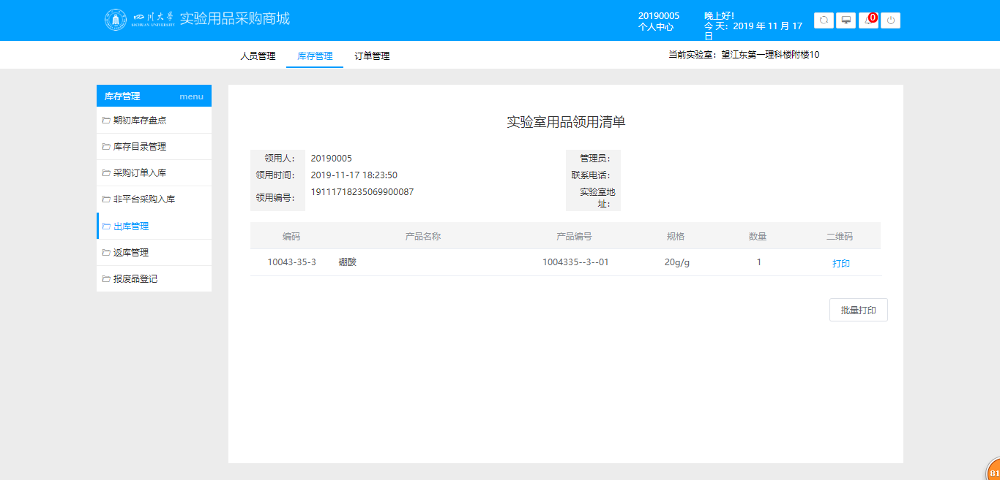 四川大学 实验用品采购商城
SICHUAN UNIVERSITY
20190005
个人中心
晚上好！
今天：2019年11月17
日
0
人员管理
库存管理
订单管理
当前实验室：望江东第一理科楼附楼10
库存管理 menu
期初库存盘点
库存目录管理
采购订单入库
非平台采购入库
出库管理
返库管理
报废品登记
实验室用品领用清单
领用人： 20190005
管理员：
领用时间： 2019-11-17 18:23:50
联系电话：
领用编号： 19111718235069900087
实验室地
址：
编码 产品名称 产品编号 规格 数量 二维码
10043-35-3 硼酸 1004335--3--01 20g/g 1 打印
批量打印
81